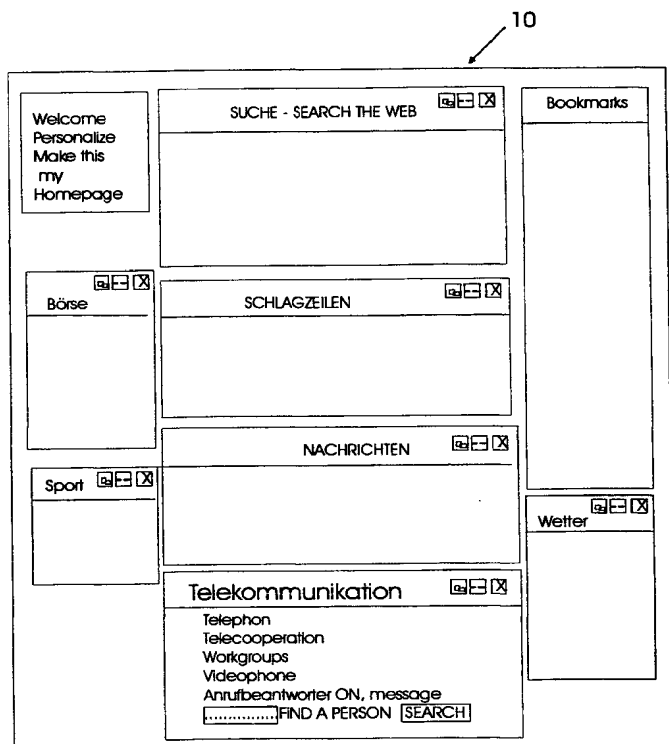 10
Welcome
Personalize
Make this
my
Homepage
SUCHE - SEARCH THE WEB
Bookmarks
Börse
SCHLAGZEILEN
NACHRICHTEN
Sport
Wetter
Telekommunikation
Telephon
Telecooperation
Workgroups
Videophone
Anrufbeantworter ON, message
...............FIND A PERSON SEARCH